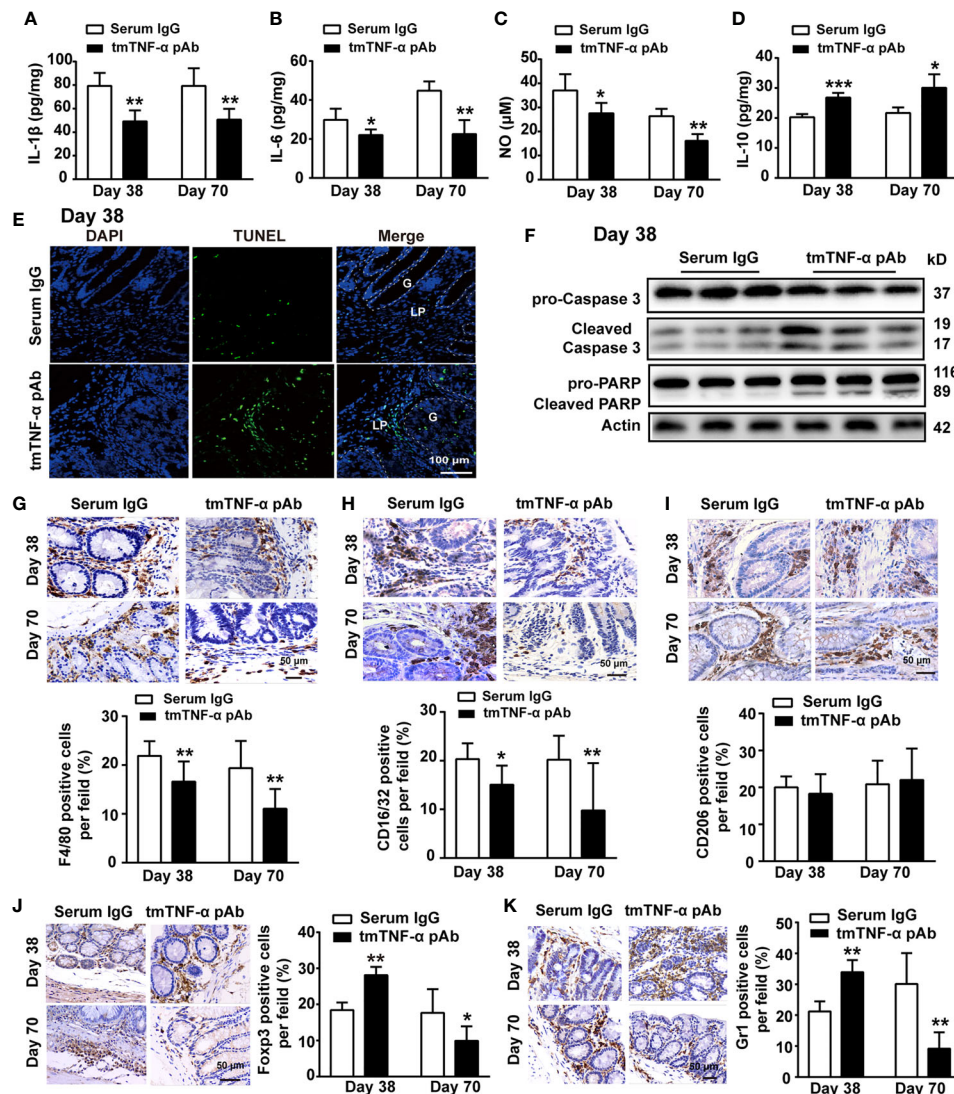 A
Serum IgG
tmTNF-α pAb
IL-1β (pg/mg)
100
80
60
40
20
0
** **
Day 38 Day 70
B
Serum IgG
tmTNF-α pAb
IL-6 (pg/mg)
60
40
20
0
* **
Day 38 Day 70
C
Serum IgG
tmTNF-α pAb
NO (μM)
50
40
30
20
10
0
* **
Day 38 Day 70
D
Serum IgG
tmTNF-α pAb
IL-10 (pg/mg)
40
30
20
10
0
*** *
Day 38 Day 70
E Day 38
DAPI TUNEL Merge
Serum IgG
G
LP
tmTNF-α pAb
G
LP
100 μm
F Day 38
Serum IgG tmTNF-α pAb kD
pro-Caspase 3 37
Cleaved 19
Caspase 3 17
pro-PARP 116
Cleaved PARP 89
Actin 42
G
Serum IgG tmTNF-α pAb
Day 38
Day 70
50 μm
Serum IgG
tmTNF-α pAb
F4/80 positive cells
per feild (%)
30
20
10
0
** **
Day 38 Day 70
H
Serum IgG tmTNF-α pAb
Day 38
Day 70
50 μm
Serum IgG
tmTNF-α pAb
CD16/32 positive
cells per feild (%)
30
20
10
0
* **
Day 38 Day 70
I
Serum IgG tmTNF-α pAb
Day 38
Day 70
50 μm
Serum IgG
tmTNF-α pAb
CD206 positive cells
per feild (%)
40
30
20
10
0
Day 38 Day 70
J
Serum IgG tmTNF-α pAb
Day 38
Day 70
50 μm
Serum IgG
tmTNF-α pAb
Foxp3 positive cells
per feild (%)
40
30
20
10
0
** *
Day 38 Day 70
K
Serum IgG tmTNF-α pAb
Day 38
Day 70
Serum IgG
tmTNF-α pAb
Gr1 positive cells
per feild (%)
50
40
30
20
10
0
** **
Day 38 Day 70